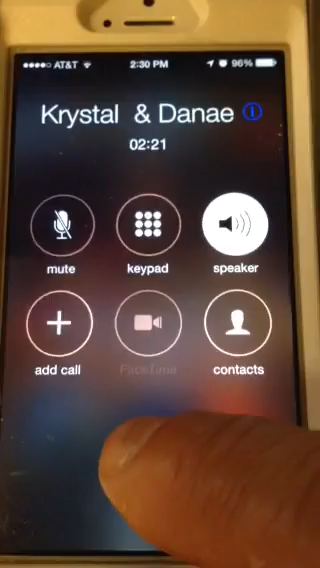 AT&T 2:30 PM 96%
Krystal & Danae
02:21
mute keypad speaker
add call FaceTime contacts